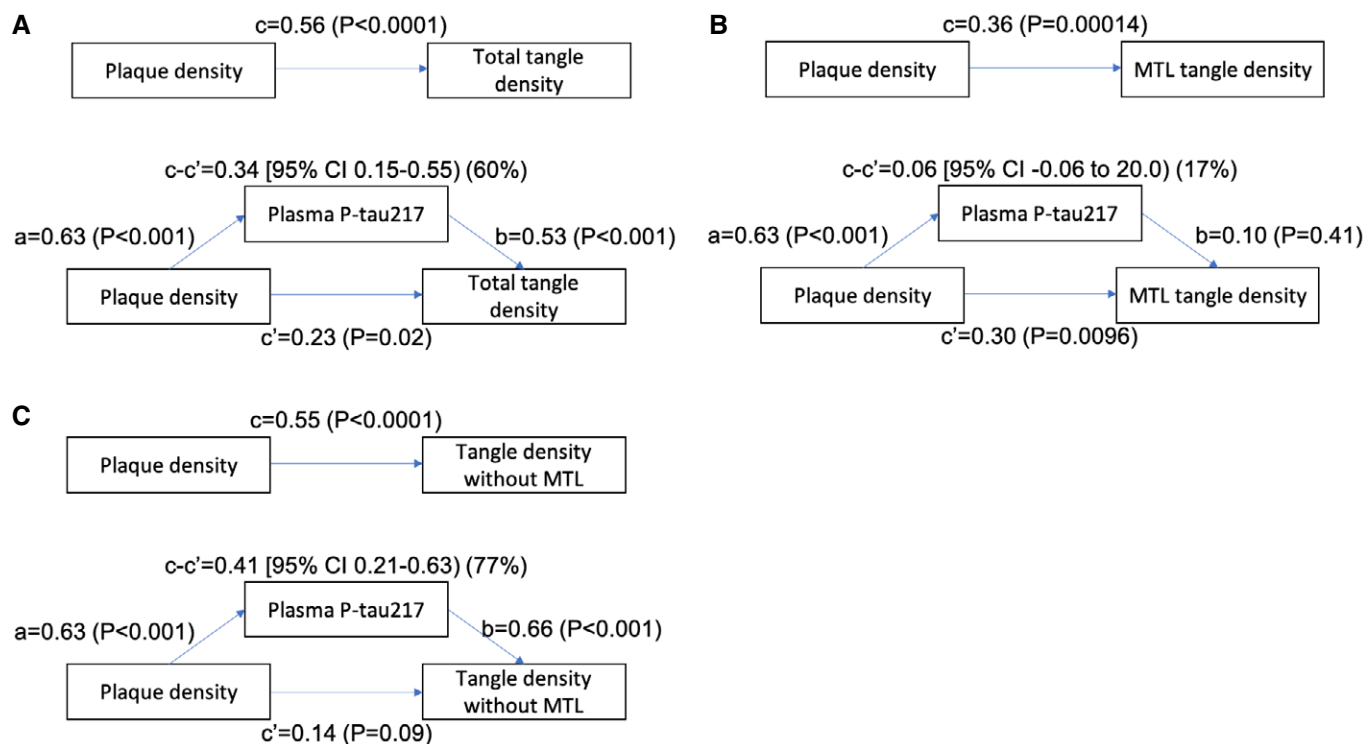 A
c=0.56 (P<0.0001)
Plaque density
Total tangle
density
c-c’=0.34 [95% CI 0.15-0.55) (60%)
Plasma P-tau217
a=0.63 (P<0.001)
b=0.53 (P<0.001)
Plaque density
Total tangle
density
c’=0.23 (P=0.02)
B
c=0.36 (P=0.00014)
Plaque density
MTL tangle density
c-c’=0.06 [95% CI -0.06 to 20.0) (17%)
Plasma P-tau217
a=0.63 (P<0.001)
b=0.10 (P=0.41)
Plaque density
MTL tangle density
c’=0.30 (P=0.0096)
C
c=0.55 (P<0.0001)
Plaque density
Tangle density
without MTL
c-c’=0.41 [95% CI 0.21-0.63) (77%)
Plasma P-tau217
a=0.63 (P<0.001)
b=0.66 (P<0.001)
Plaque density
Tangle density
without MTL
c’=0.14 (P=0.09)